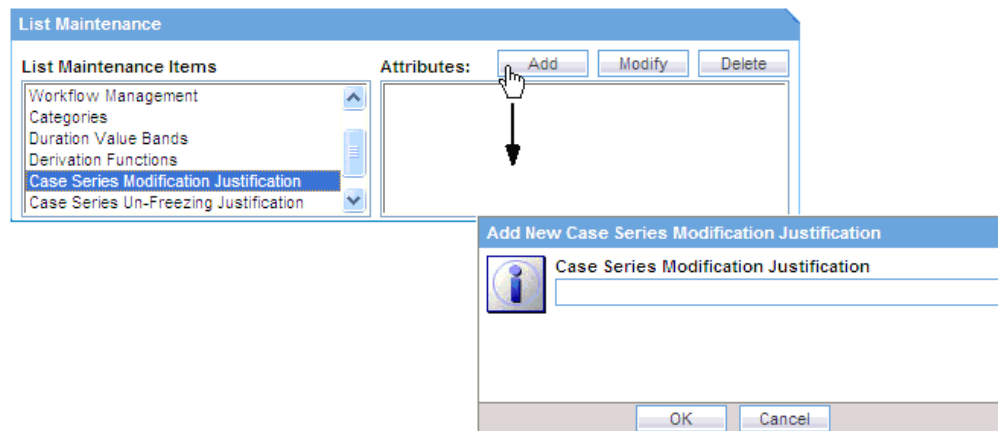 List Maintenance
List Maintenance Items
Attributes:
Add
Modify
Delete
Workflow Management
Categories
Duration Value Bands
Derivation Functions
Case Series Modification Justification
Case Series Un-Freezing Justification
Add New Case Series Modification Justification
Case Series Modification Justification
OK
Cancel